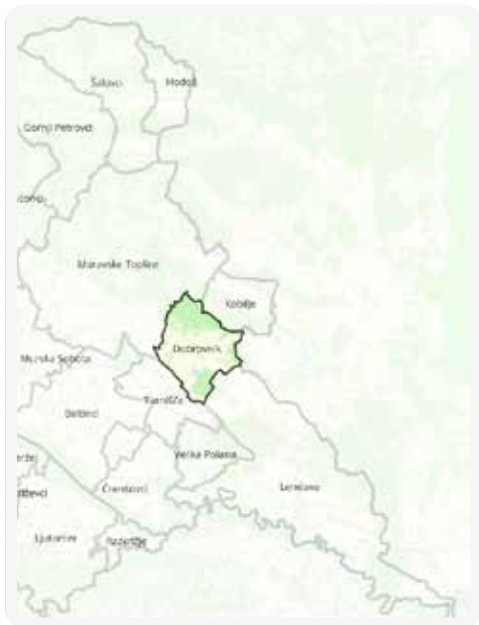 Šalovci
Hodoš
Gornji Petrovci
Moravske Toplice
Kobilje
Dobrovnik
Murska Sobota
Turnišče
Beltinci
Velika Polana
Črenšovci
Lendava
Ljutomer
Razkrižje